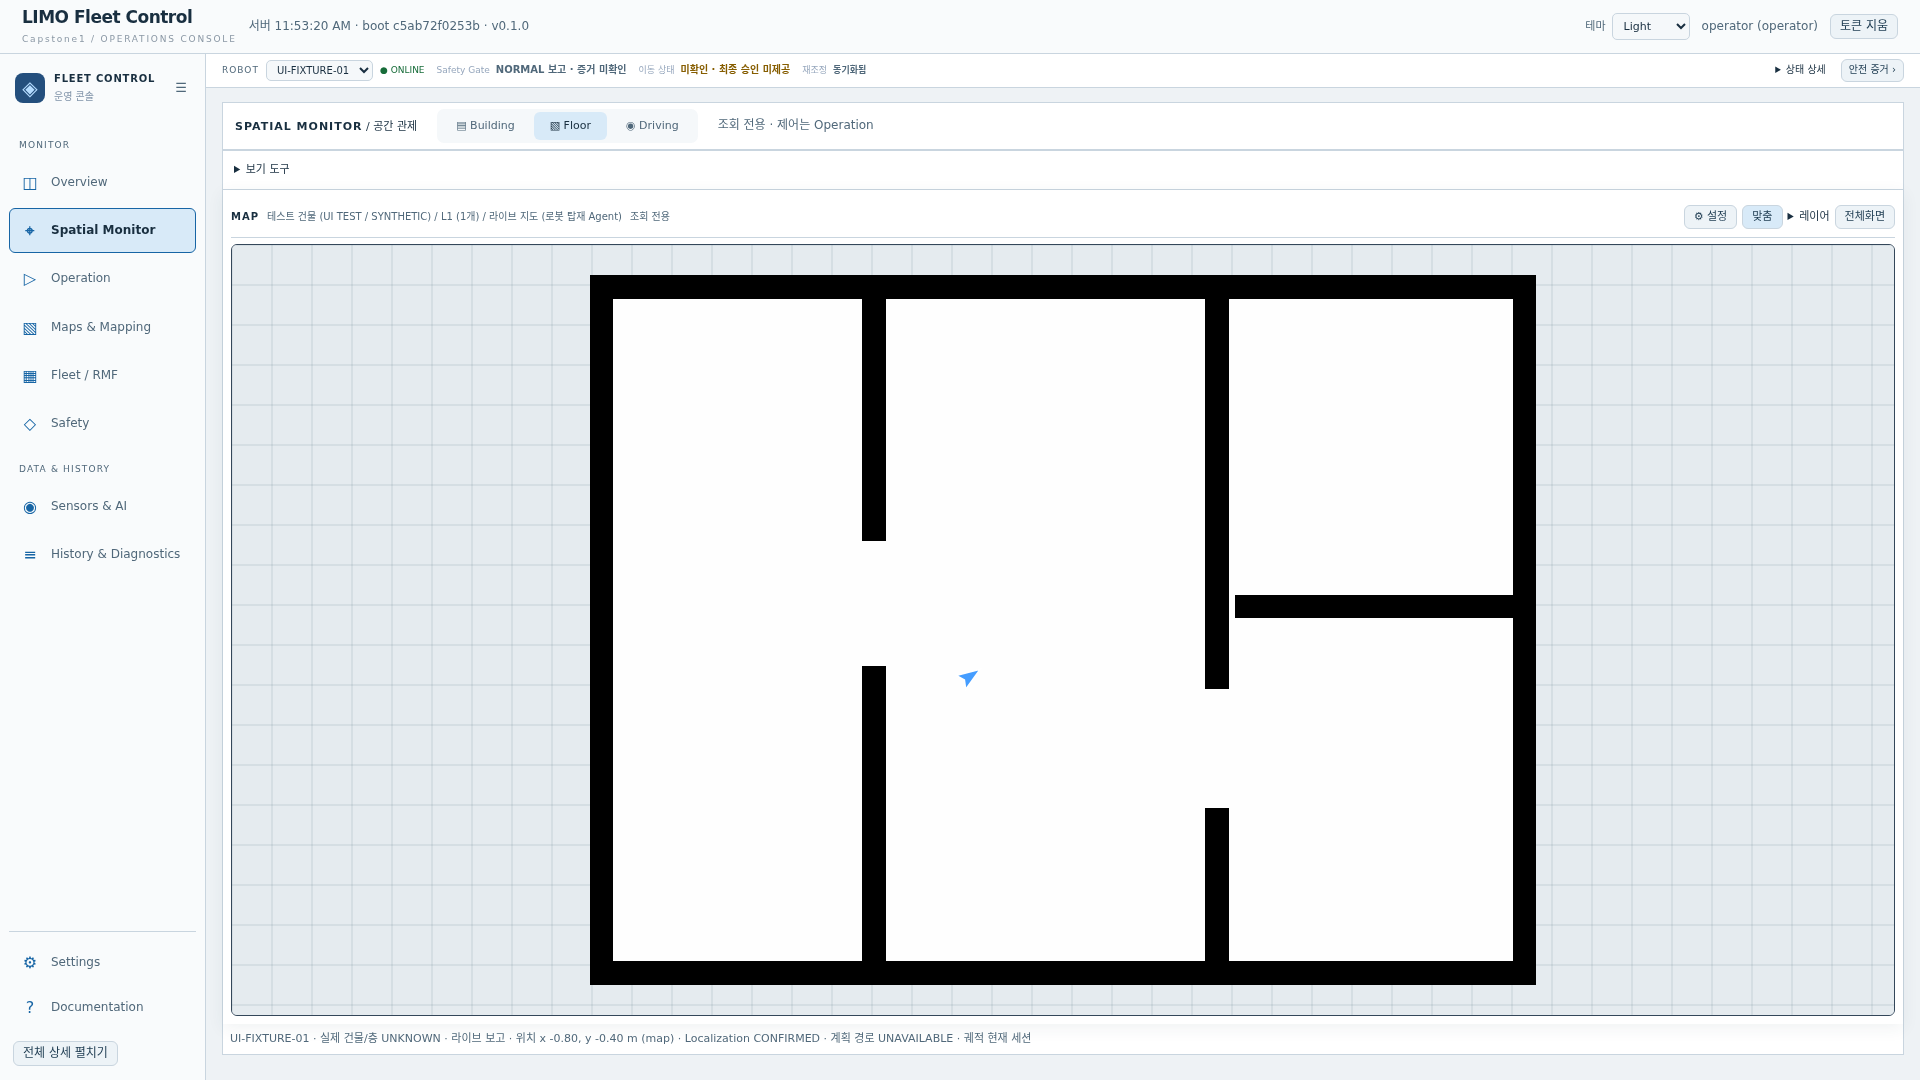 LIMO Fleet Control
Capstone1 / OPERATIONS CONSOLE
서버 11:53:20 AM · boot c5ab72f0253b · v0.1.0
테마 Light operator (operator) 토큰 지움
FLEET CONTROL
운영 콘솔
ROBOT UI-FIXTURE-01 ● ONLINE Safety Gate NORMAL 보고 · 증거 미확인 이동 상태 미확인 · 최종 승인 미제공 재조정 동기화됨
▶ 상태 상세 안전 증거 ›
MONITOR
Overview
Spatial Monitor
Operation
Maps & Mapping
Fleet / RMF
Safety
DATA & HISTORY
Sensors & AI
History & Diagnostics
Settings
? Documentation
전체 상세 펼치기
SPATIAL MONITOR / 공간 관제 Building Floor Driving 조회 전용 · 제어는 Operation
▶ 보기 도구
MAP 테스트 건물 (UI TEST / SYNTHETIC) / L1 (1개) / 라이브 지도 (로봇 탑재 Agent) 조회 전용
⚙ 설정 맞춤 ▶ 레이어 전체화면
UI-FIXTURE-01 · 실제 건물/층 UNKNOWN · 라이브 보고 · 위치 x -0.80, y -0.40 m (map) · Localization CONFIRMED · 계획 경로 UNAVAILABLE · 궤적 현재 세션